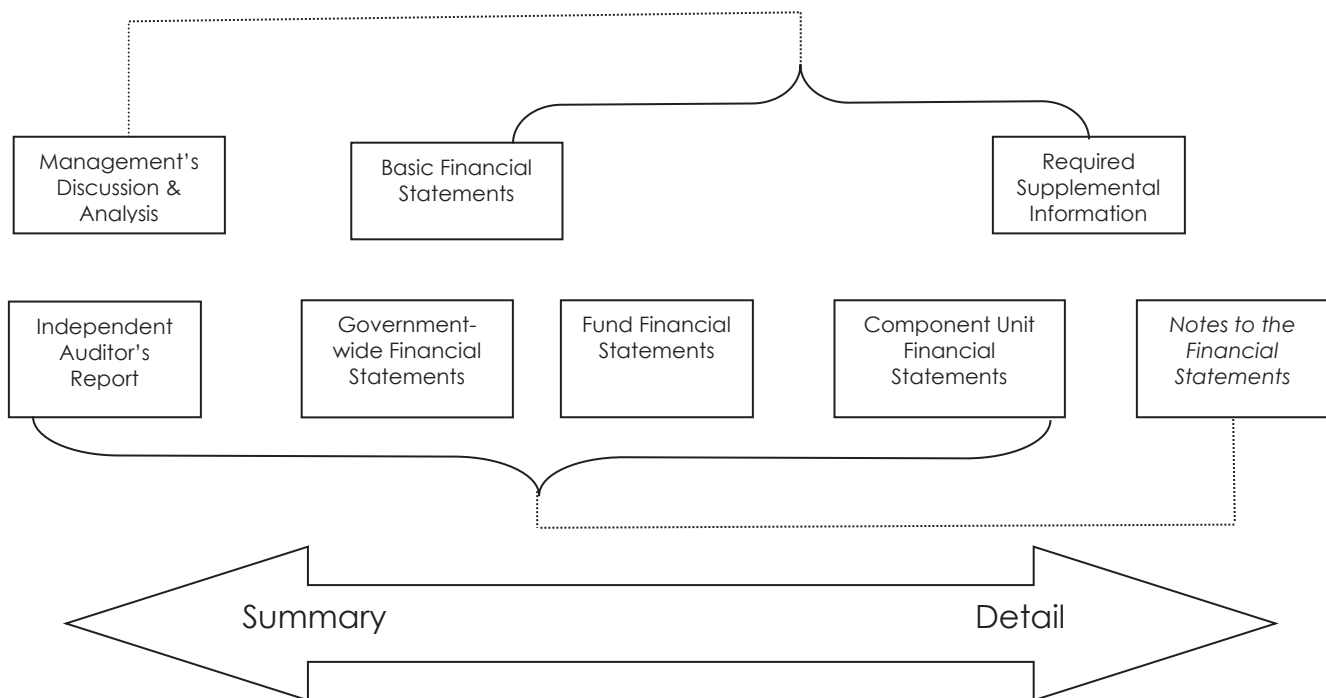 Management’s
Discussion &
Analysis
Basic Financial
Statements
Required
Supplemental
Information
Independent
Auditor’s
Report
Government-
wide Financial
Statements
Fund Financial
Statements
Component Unit
Financial
Statements
Notes to the
Financial
Statements
Summary
Detail